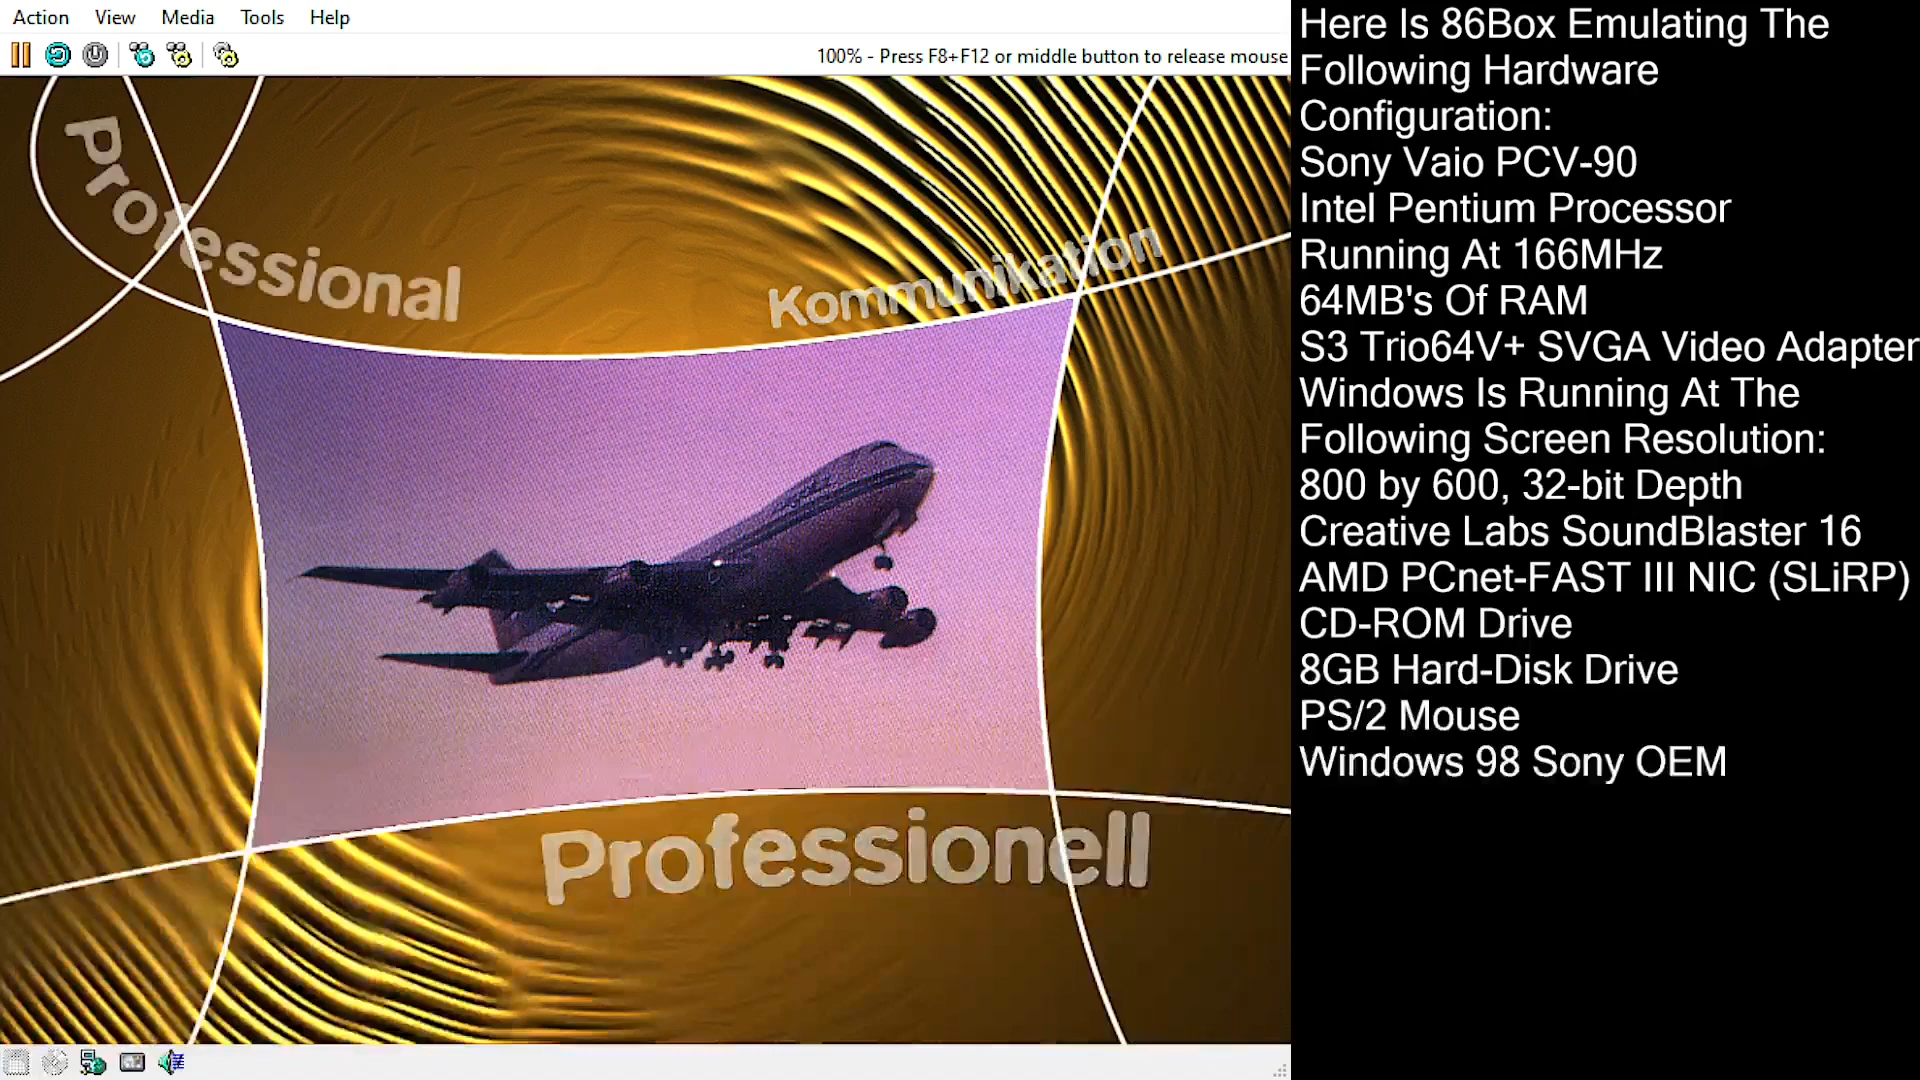 Action View Media Tools Help
100% - Press F8+F12 or middle button to release mouse
Professional
Kommunikation
Professionell
Here Is 86Box Emulating The
Following Hardware
Configuration:
Sony Vaio PCV-90
Intel Pentium Processor
Running At 166MHz
64MB's Of RAM
S3 Trio64V+ SVGA Video Adapter
Windows Is Running At The
Following Screen Resolution:
800 by 600, 32-bit Depth
Creative Labs SoundBlaster 16
AMD PCnet-FAST III NIC (SLiRP)
CD-ROM Drive
8GB Hard-Disk Drive
PS/2 Mouse
Windows 98 Sony OEM